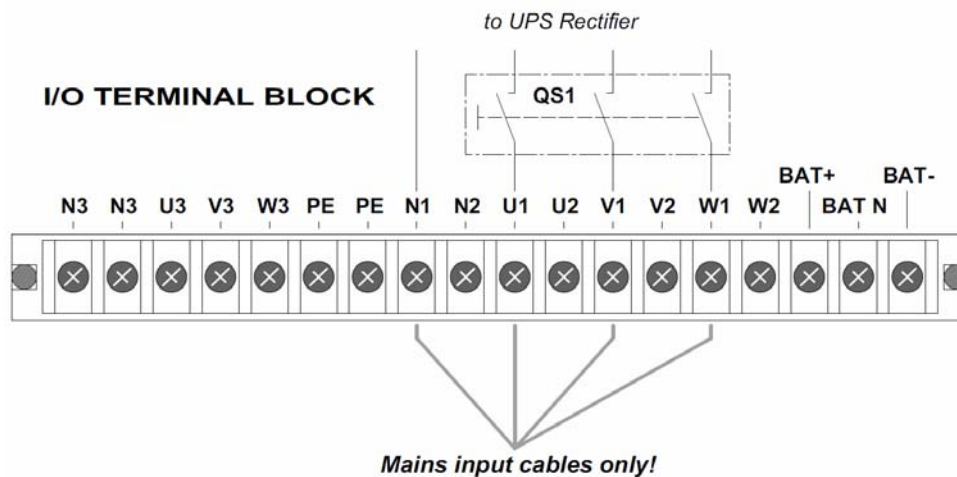 to UPS Rectifier
I/O TERMINAL BLOCK
QS1
BAT+ BAT-
N3 N3 U3 V3 W3 PE PE N1 N2 U1 U2 V1 V2 W1 W2 BAT N
Mains input cables only!